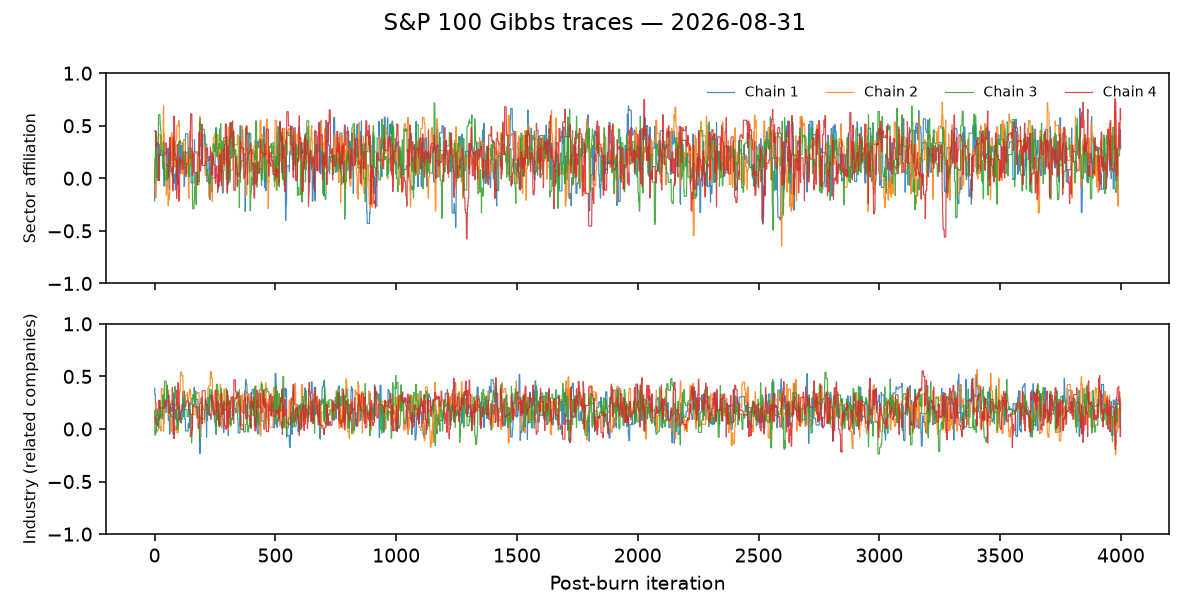 S&P 100 Gibbs traces — 2026-08-31
Chain 1 Chain 2 Chain 3 Chain 4
Sector affiliation
1.0
0.5
0.0
−0.5
−1.0
Industry (related companies)
1.0
0.5
0.0
−0.5
−1.0
0 500 1000 1500 2000 2500 3000 3500 4000
Post-burn iteration